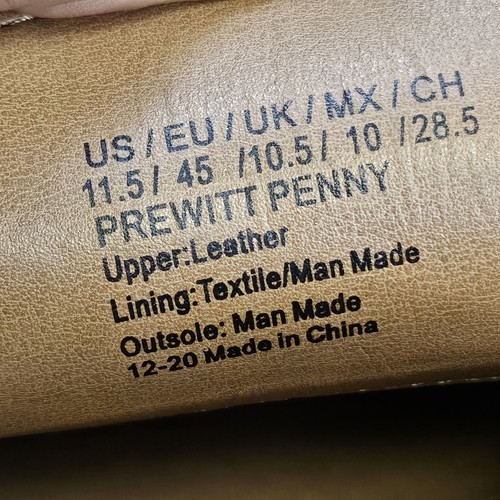 US / EU / UK / MX / CH
11.5 / 45 /10.5/ 10 /28.5
PREWITT PENNY
Upper:Leather
Lining:Textile/Man Made
Outsole: Man Made
12-20 Made in China